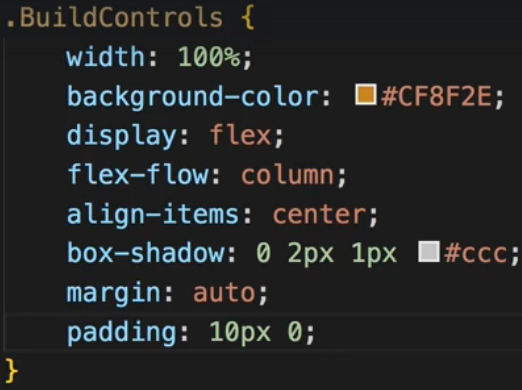 .BuildControls {
width: 100%;
background-color: #CF8F2E;
display: flex;
flex-flow: column;
align-items: center;
box-shadow: 0 2px 1px #ccc;
margin: auto;
padding: 10px 0;
}